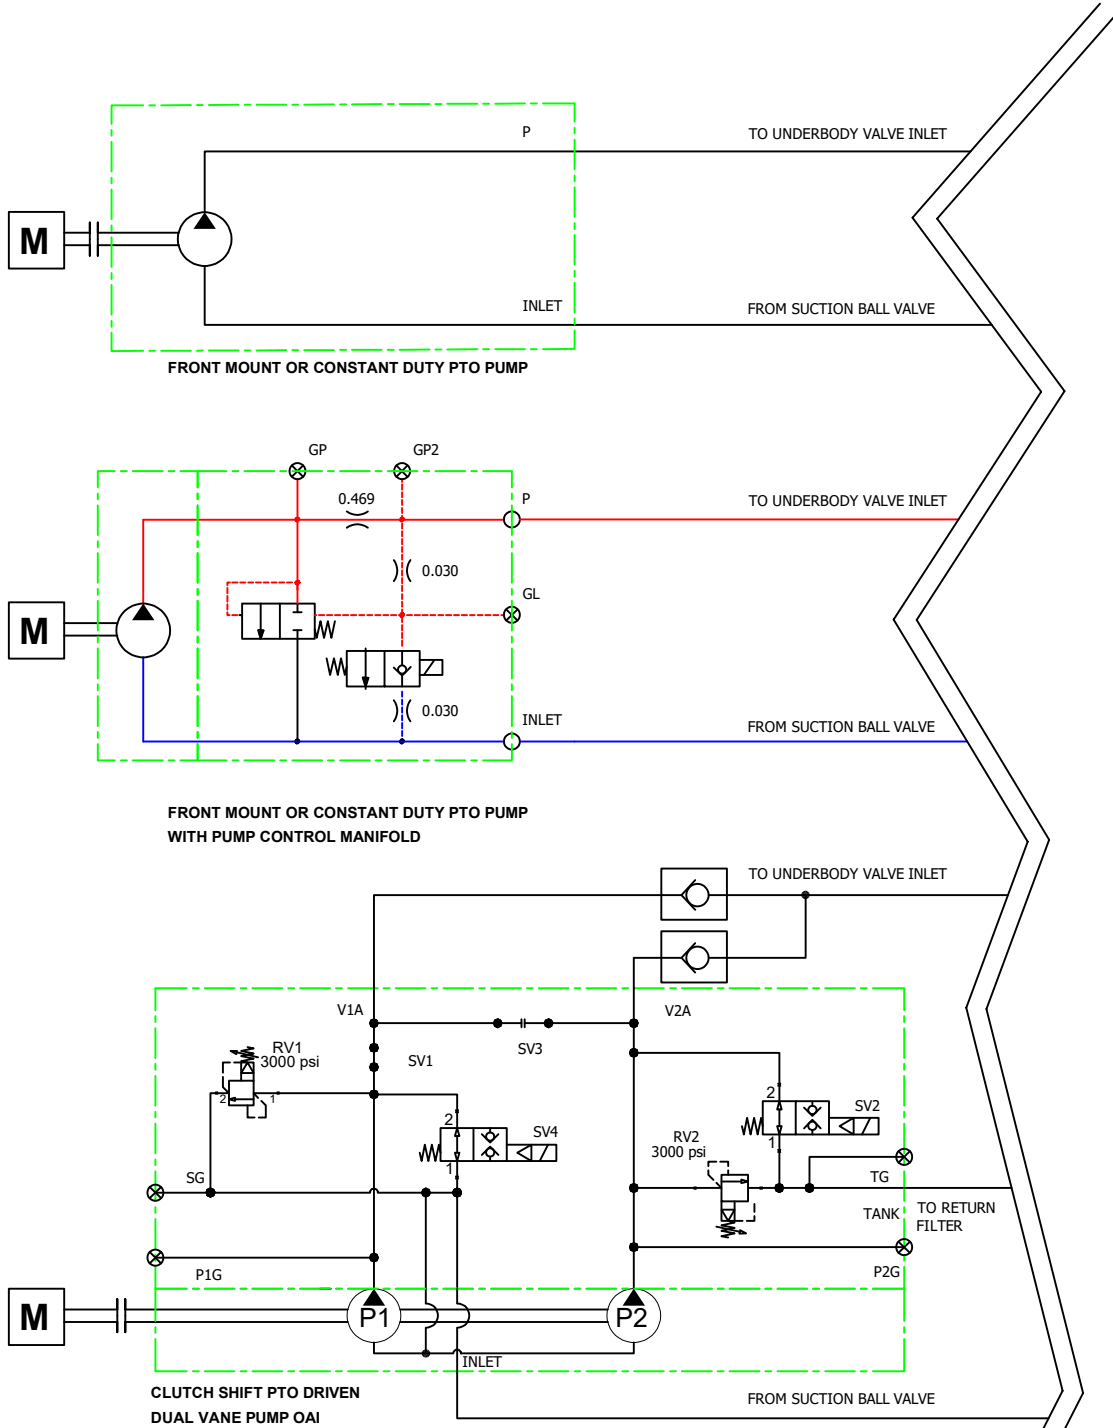 P
TO UNDERBODY VALVE INLET
M
INLET
FROM SUCTION BALL VALVE
FRONT MOUNT OR CONSTANT DUTY PTO PUMP
GP
GP2
0.469
P
TO UNDERBODY VALVE INLET
0.030
GL
M
0.030
INLET
FROM SUCTION BALL VALVE
FRONT MOUNT OR CONSTANT DUTY PTO PUMP
WITH PUMP CONTROL MANIFOLD
TO UNDERBODY VALVE INLET
V1A
V2A
RV1
3000 psi
SV1
SV3
2
1
2
SV4
1
2
SV2
1
RV2
3000 psi
SG
TG
TANK
TO RETURN
FILTER
P1G
P2G
M
P1
P2
INLET
CLUTCH SHIFT PTO DRIVEN
DUAL VANE PUMP OAI
FROM SUCTION BALL VALVE